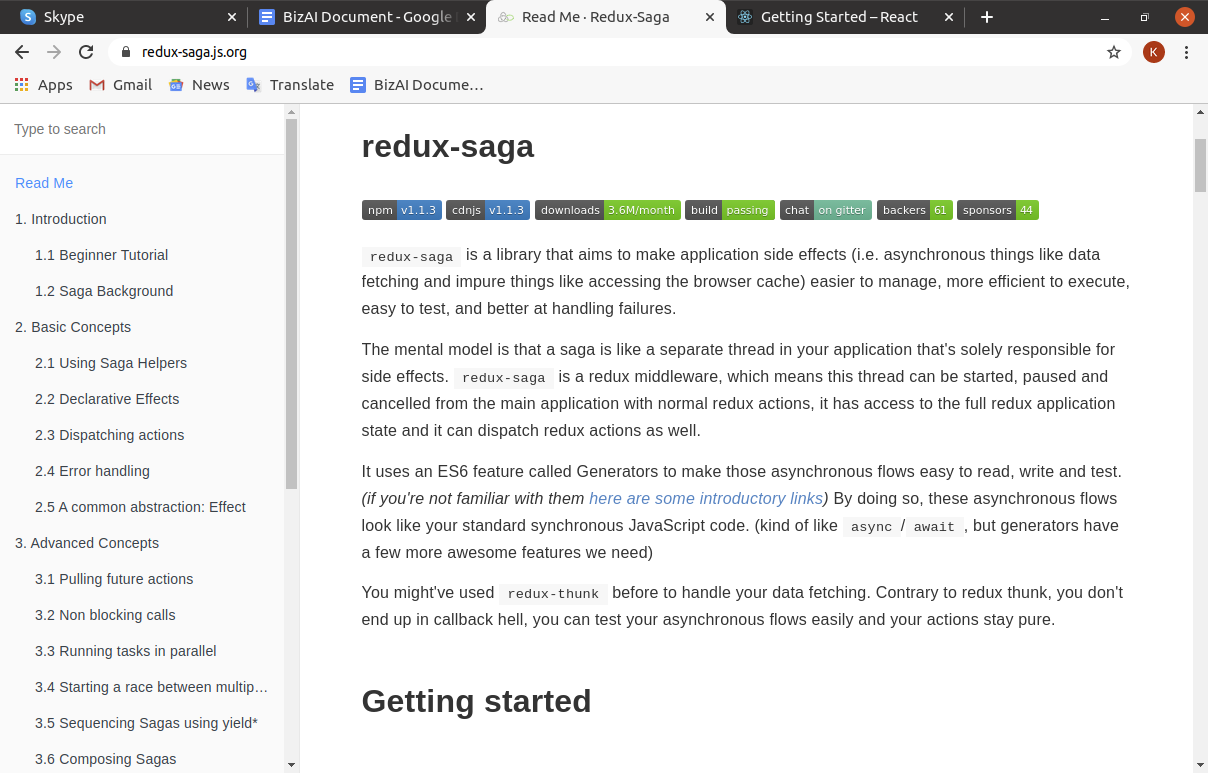 Skype
BizAI Document - Google
Read Me · Redux-Saga
Getting Started – React
redux-saga.js.org
K
Apps
Gmail
News
Translate
BizAI Docume…
Type to search
Read Me
1. Introduction
1.1 Beginner Tutorial
1.2 Saga Background
2. Basic Concepts
2.1 Using Saga Helpers
2.2 Declarative Effects
2.3 Dispatching actions
2.4 Error handling
2.5 A common abstraction: Effect
3. Advanced Concepts
3.1 Pulling future actions
3.2 Non blocking calls
3.3 Running tasks in parallel
3.4 Starting a race between multip…
3.5 Sequencing Sagas using yield*
3.6 Composing Sagas
redux-saga
npm v1.1.3 cdnjs v1.1.3 downloads 3.6M/month build passing chat on gitter backers 61 sponsors 44
redux-saga is a library that aims to make application side effects (i.e. asynchronous things like data
fetching and impure things like accessing the browser cache) easier to manage, more efficient to execute,
easy to test, and better at handling failures.
The mental model is that a saga is like a separate thread in your application that's solely responsible for
side effects. redux-saga is a redux middleware, which means this thread can be started, paused and
cancelled from the main application with normal redux actions, it has access to the full redux application
state and it can dispatch redux actions as well.
It uses an ES6 feature called Generators to make those asynchronous flows easy to read, write and test.
(if you're not familiar with them here are some introductory links) By doing so, these asynchronous flows
look like your standard synchronous JavaScript code. (kind of like async / await , but generators have
a few more awesome features we need)
You might've used redux-thunk before to handle your data fetching. Contrary to redux thunk, you don't
end up in callback hell, you can test your asynchronous flows easily and your actions stay pure.
Getting started